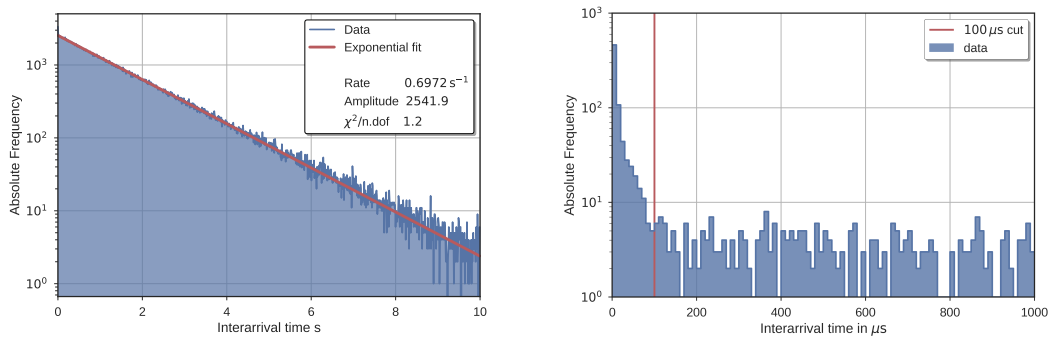 10³
10²
10¹
10⁰
Absolute Frequency
0
2
4
6
8
10
Interarrival time s
Data
Exponential fit
Rate 0.6972 s⁻¹
Amplitude 2541.9
χ²/n.dof 1.2
10³
10²
10¹
10⁰
Absolute Frequency
0
200
400
600
800
1000
Interarrival time in μs
100 μs cut
data